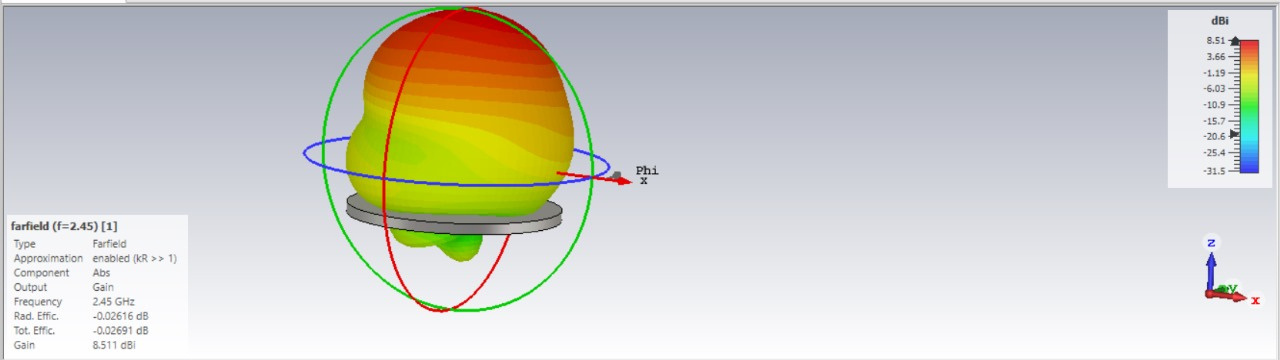 dBi
8.51
3.66
-1.19
-6.03
-10.9
-15.7
-20.6
-25.4
-31.5
Phi
x
farfield (f=2.45) [1]
Type Farfield
Approximation enabled (kR >> 1)
Component Abs
Output Gain
Frequency 2.45 GHz
Rad. Effic. -0.02616 dB
Tot. Effic. -0.02691 dB
Gain 8.511 dBi
z
y
x